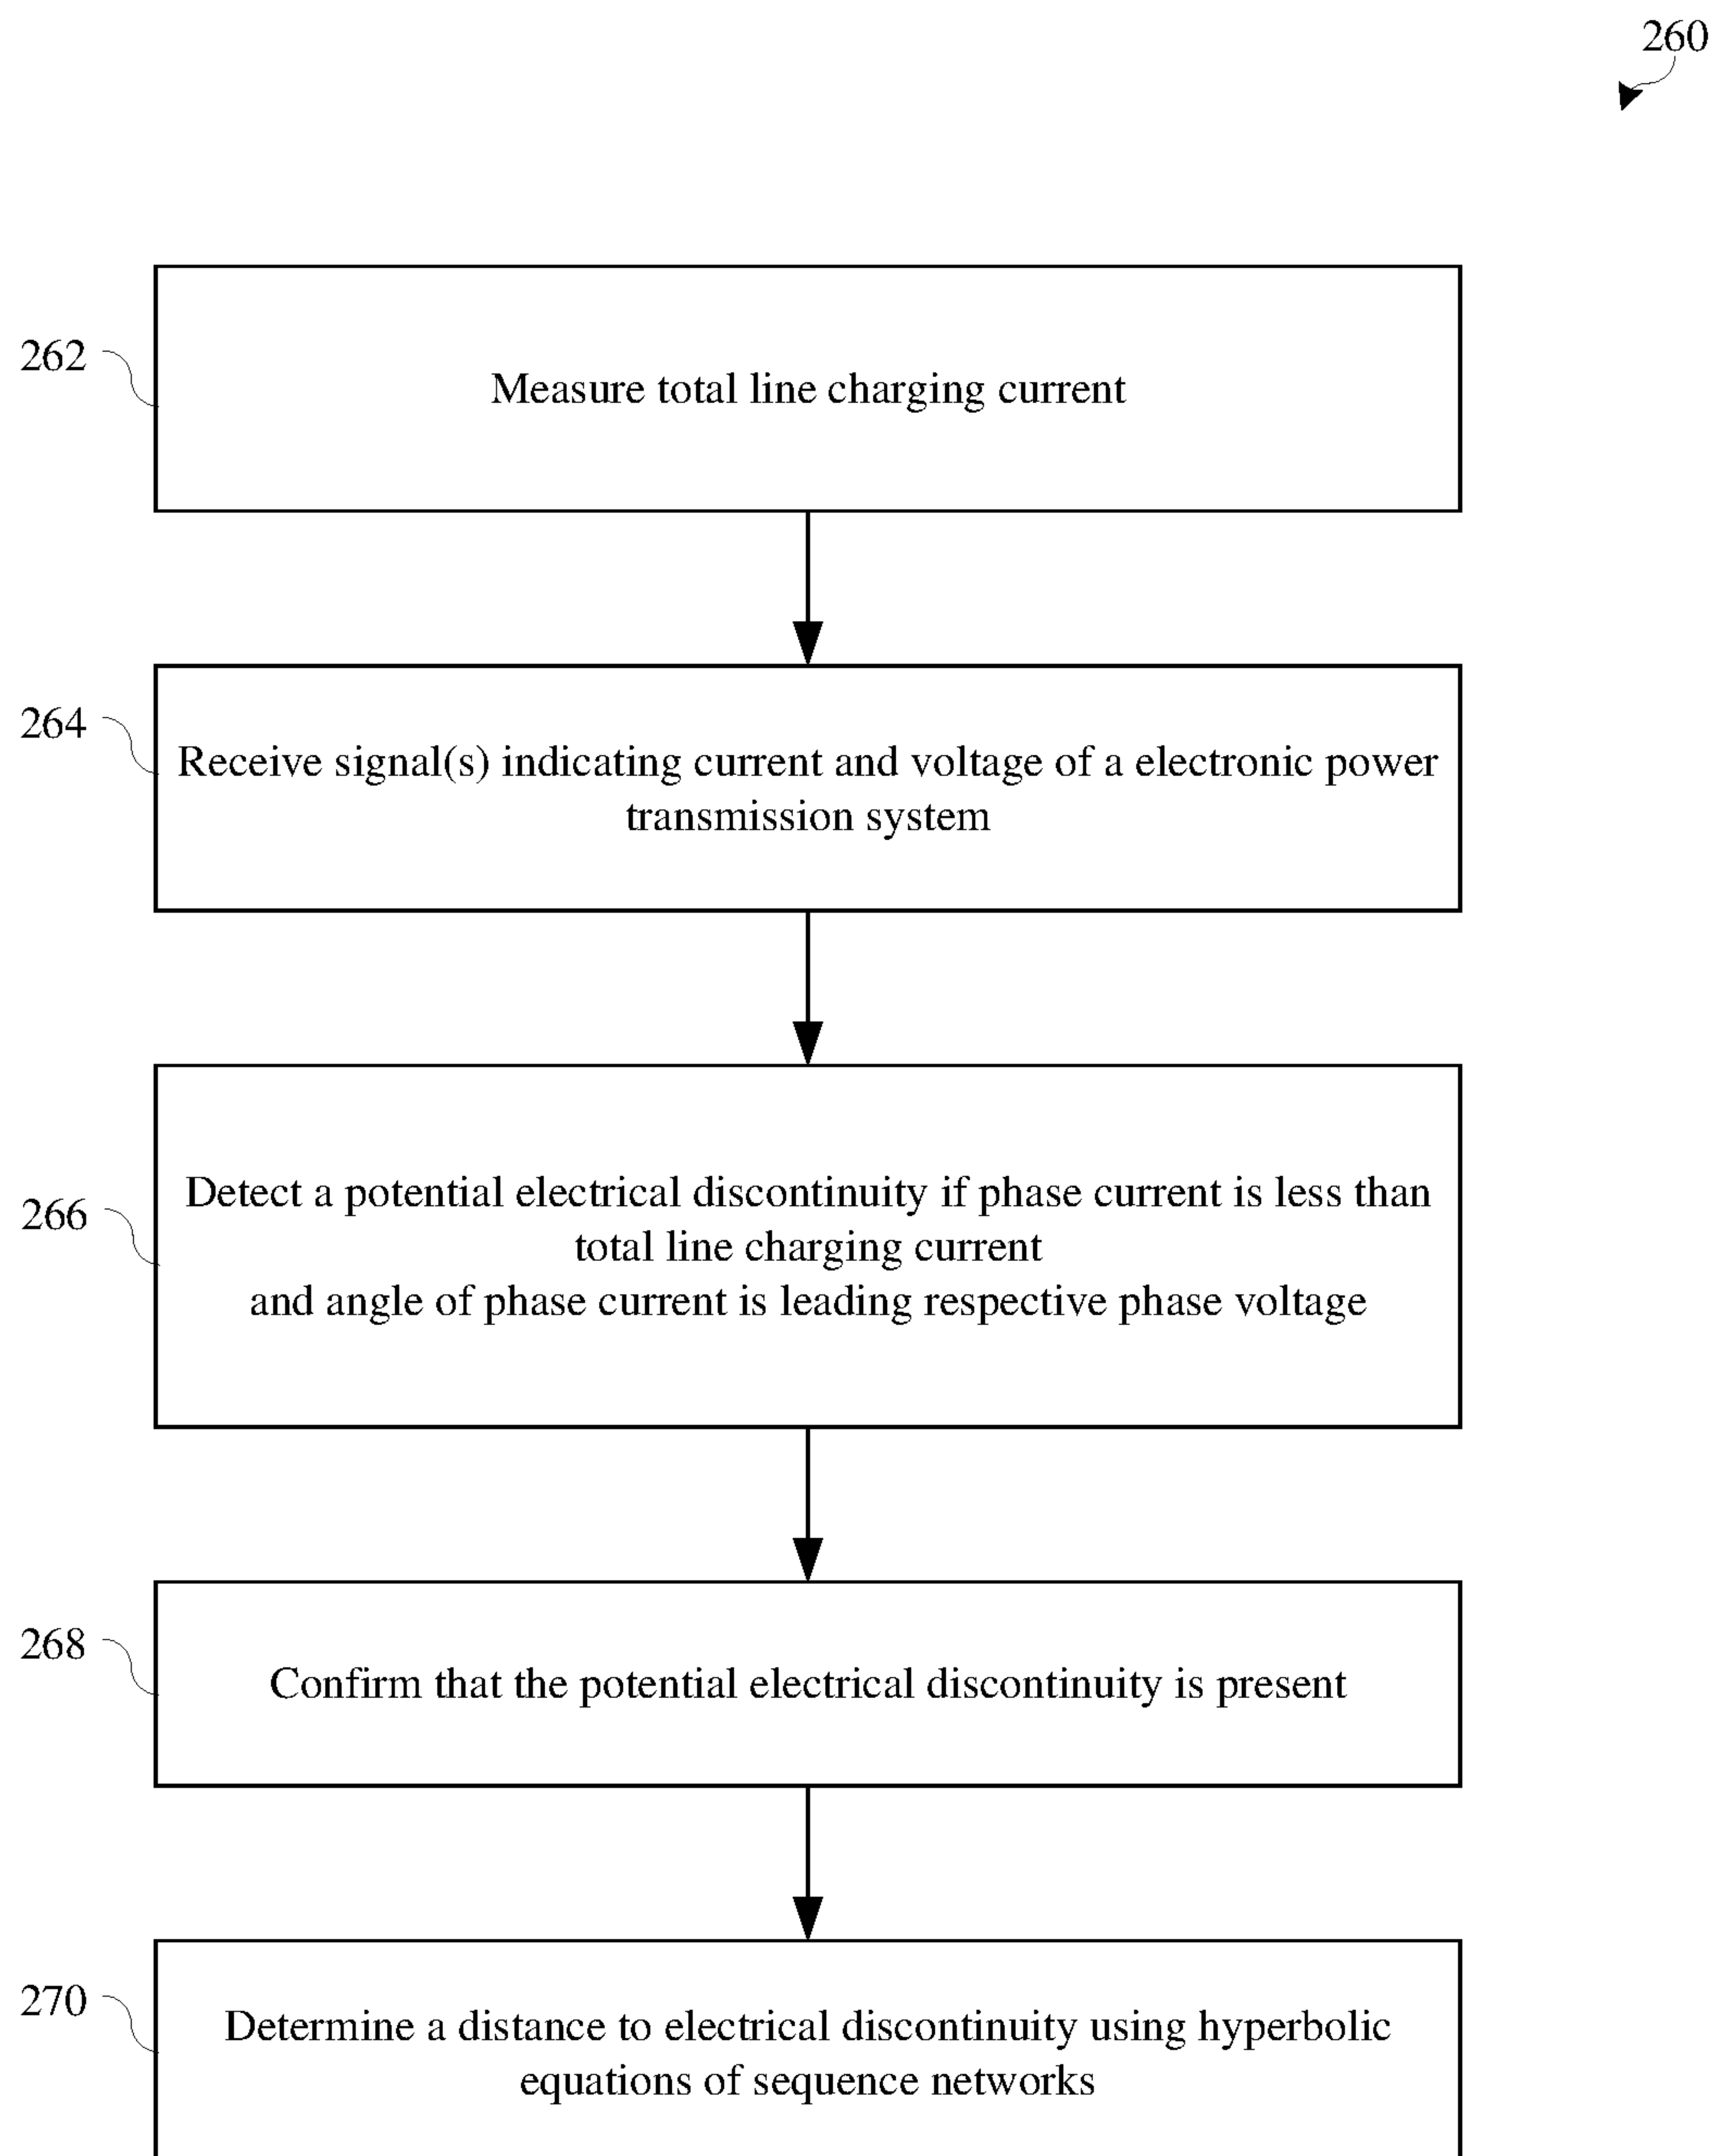 260
262
Measure total line charging current
264
Receive signal(s) indicating current and voltage of a electronic power
transmission system
266
Detect a potential electrical discontinuity if phase current is less than
total line charging current
and angle of phase current is leading respective phase voltage
268
Confirm that the potential electrical discontinuity is present
270
Determine a distance to electrical discontinuity using hyperbolic
equations of sequence networks